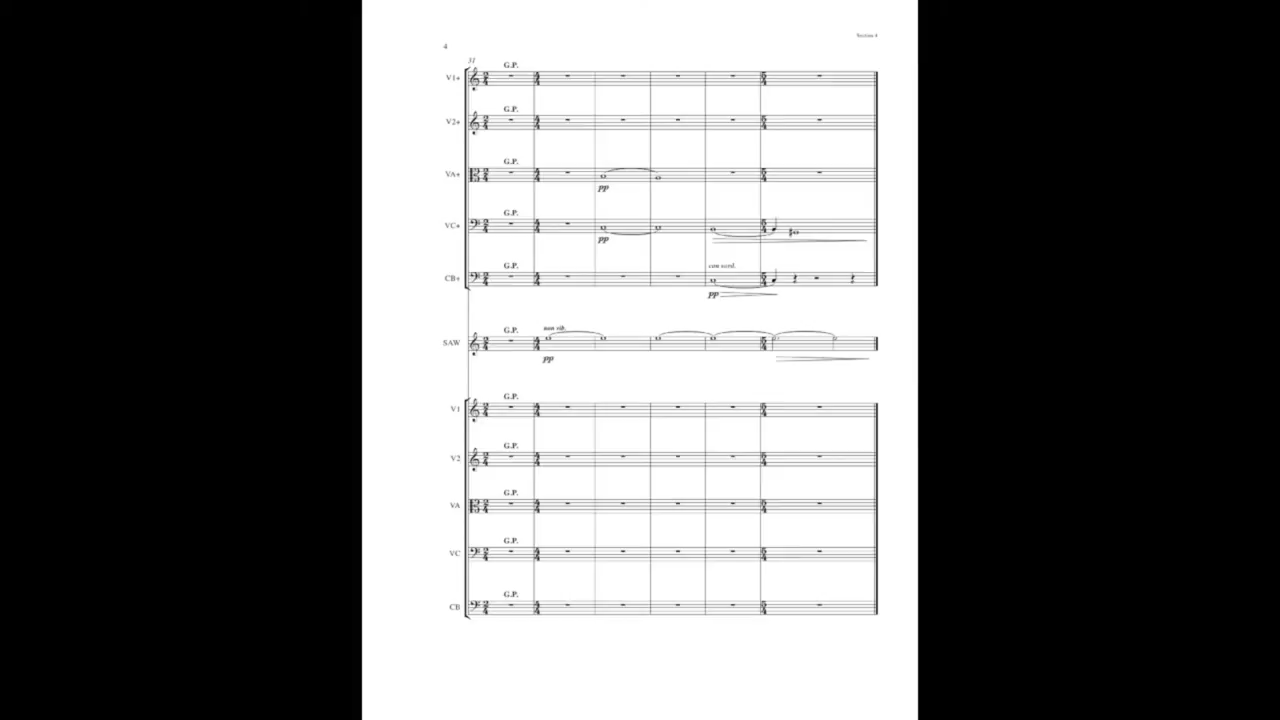 Section 4
4
31
G.P.
V1+
G.P.
V2+
G.P.
VA+
pp
G.P.
VC+
pp
G.P.
con sord.
CB+
pp
G.P.
non vib.
SAW
pp
G.P.
V1
G.P.
V2
G.P.
VA
G.P.
VC
G.P.
CB